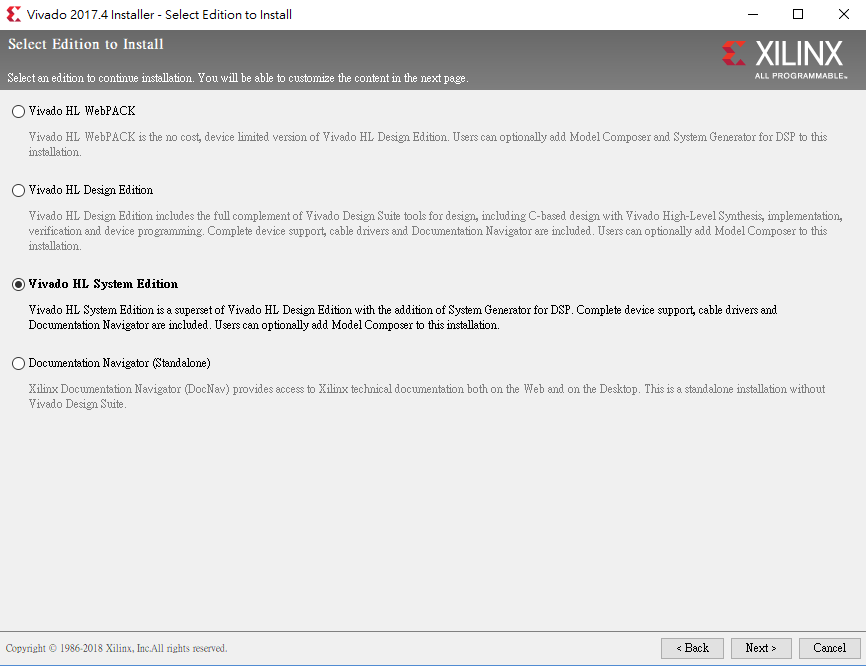 Vivado 2017.4 Installer - Select Edition to Install
Select Edition to Install
XILINX
ALL PROGRAMMABLE™
Select an edition to continue installation. You will be able to customize the content in the next page.
Vivado HL WebPACK
Vivado HL WebPACK is the no cost, device limited version of Vivado HL Design Edition. Users can optionally add Model Composer and System Generator for DSP to this
installation.
Vivado HL Design Edition
Vivado HL Design Edition includes the full complement of Vivado Design Suite tools for design, including C-based design with Vivado High-Level Synthesis, implementation,
verification and device programming. Complete device support, cable drivers and Documentation Navigator are included. Users can optionally add Model Composer to this
installation.
Vivado HL System Edition
Vivado HL System Edition is a superset of Vivado HL Design Edition with the addition of System Generator for DSP. Complete device support, cable drivers and
Documentation Navigator are included. Users can optionally add Model Composer to this installation.
Documentation Navigator (Standalone)
Xilinx Documentation Navigator (DocNav) provides access to Xilinx technical documentation both on the Web and on the Desktop. This is a standalone installation without
Vivado Design Suite.
Copyright © 1986-2018 Xilinx, Inc.All rights reserved.
< Back
Next >
Cancel